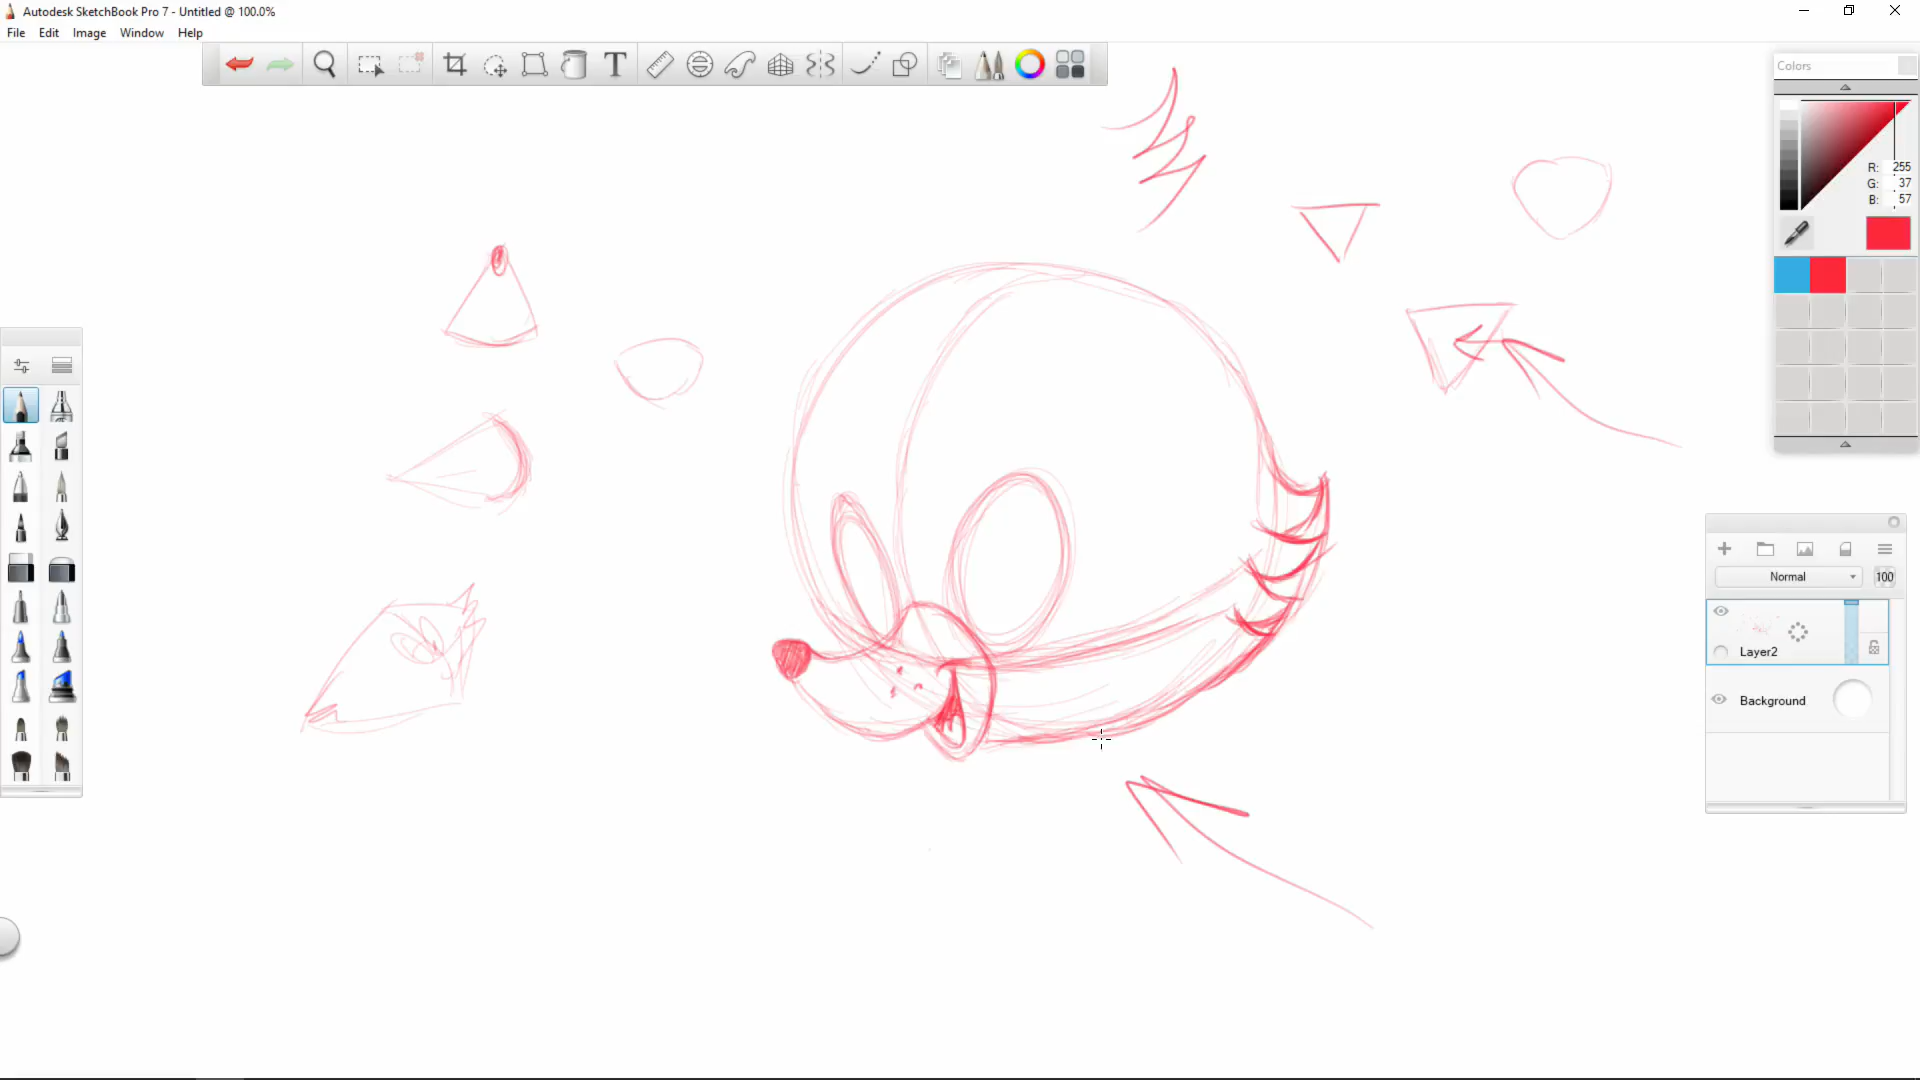 Autodesk SketchBook Pro 7 - Untitled @ 100.0%
File Edit Image Window Help
T
Colors
R: 255
G: 37
B: 57
Normal 100
Layer2
Background